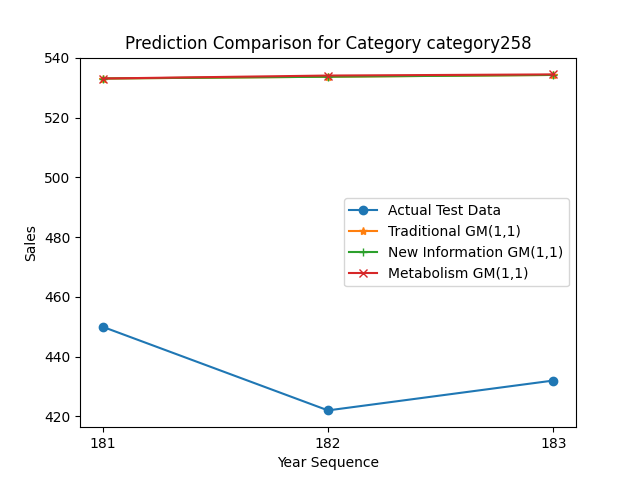 Prediction Comparison for Category category258
540
520
500
480
460
440
420
Sales
Actual Test Data
Traditional GM(1,1)
New Information GM(1,1)
Metabolism GM(1,1)
181
182
183
Year Sequence